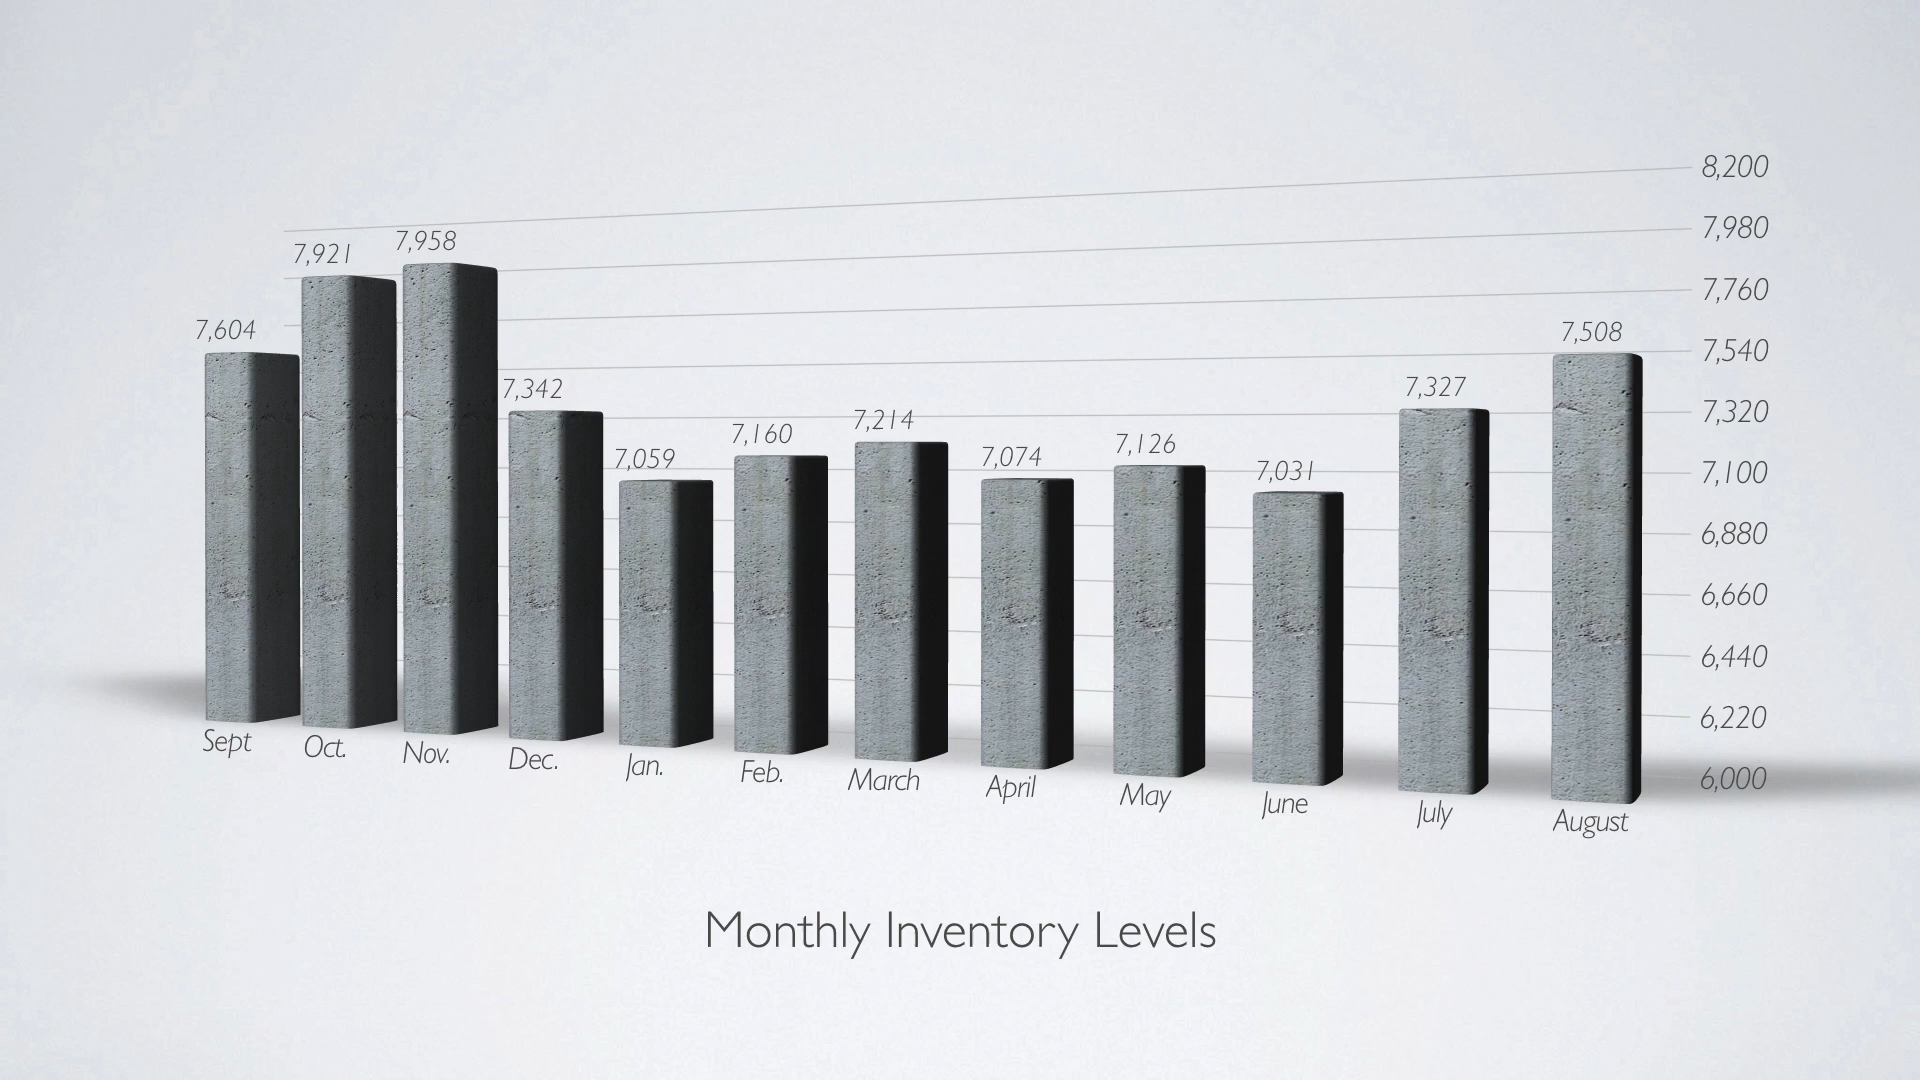 8,200
7,980
7,760
7,540
7,320
7,100
6,880
6,660
6,440
6,220
6,000
7,604
7,921
7,958
7,342
7,059
7,160
7,214
7,074
7,126
7,031
7,327
7,508
Sept
Oct.
Nov.
Dec.
Jan.
Feb.
March
April
May
June
July
August
Monthly Inventory Levels